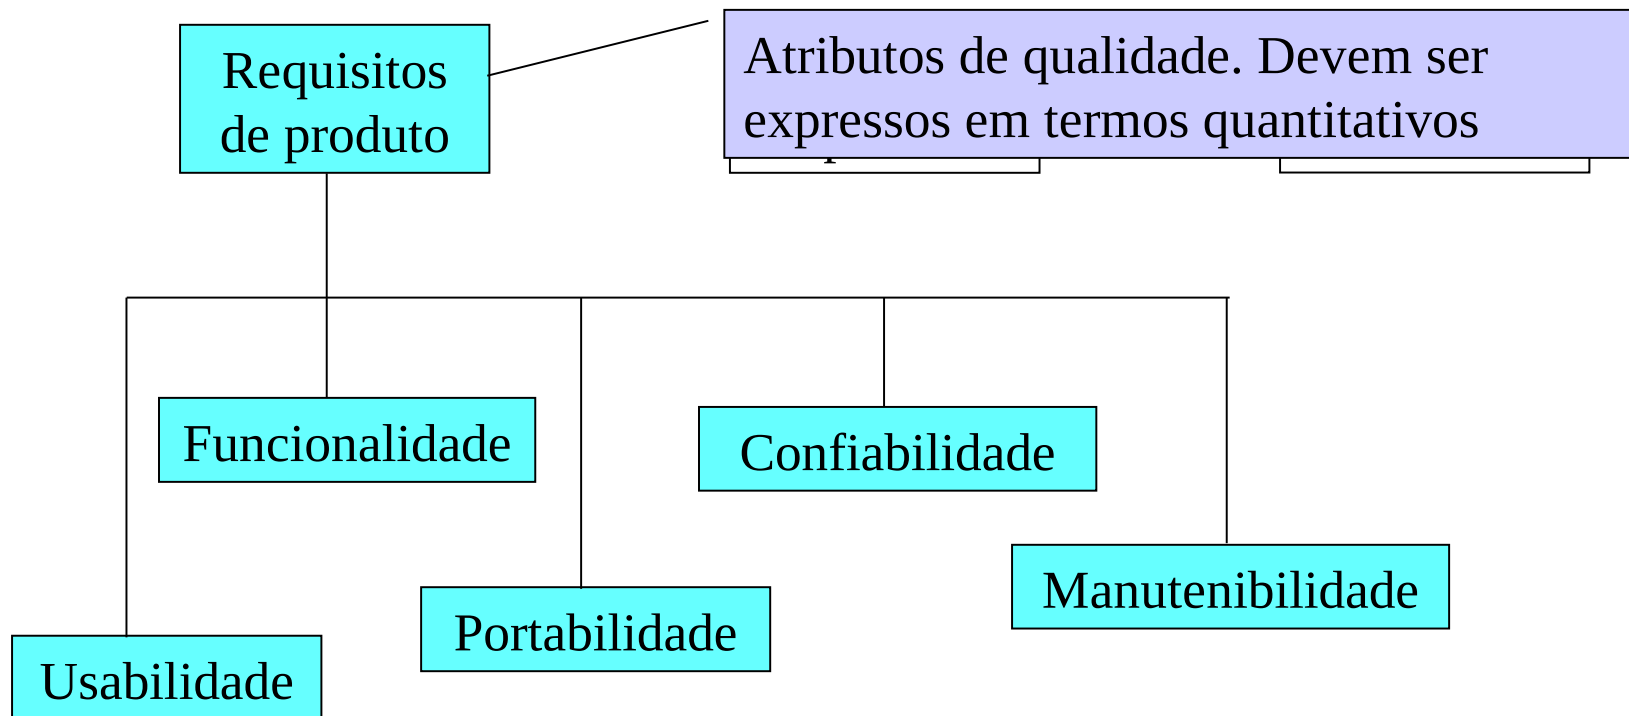 Requisitos
de produto
Atributos de qualidade. Devem ser
expressos em termos quantitativos
Funcionalidade
Confiabilidade
Manutenibilidade
Portabilidade
Usabilidade